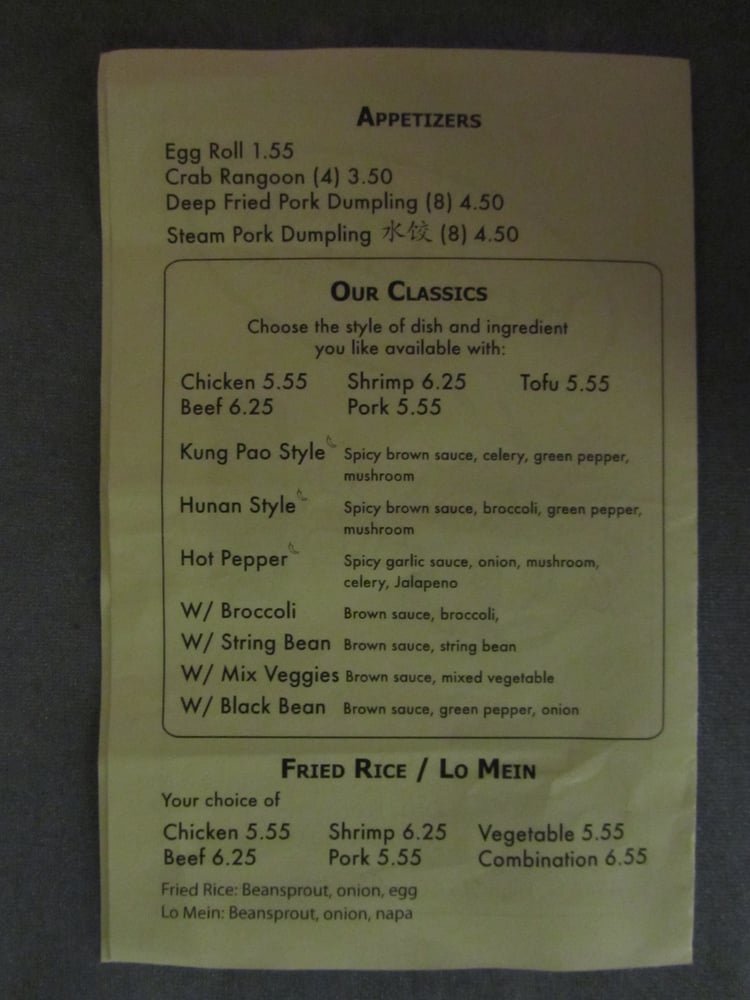 APPETIZERS
Egg Roll 1.55
Crab Rangoon (4) 3.50
Deep Fried Pork Dumpling (8) 4.50
Steam Pork Dumpling 水饺 (8) 4.50
OUR CLASSICS
Choose the style of dish and ingredient
you like available with:
Chicken 5.55 Shrimp 6.25 Tofu 5.55
Beef 6.25 Pork 5.55
Kung Pao Style Spicy brown sauce, celery, green pepper,
mushroom
Hunan Style Spicy brown sauce, broccoli, green pepper,
mushroom
Hot Pepper Spicy garlic sauce, onion, mushroom,
celery, Jalapeno
W/ Broccoli Brown sauce, broccoli,
W/ String Bean Brown sauce, string bean
W/ Mix Veggies Brown sauce, mixed vegetable
W/ Black Bean Brown sauce, green pepper, onion
FRIED RICE / LO MEIN
Your choice of
Chicken 5.55 Shrimp 6.25 Vegetable 5.55
Beef 6.25 Pork 5.55 Combination 6.55
Fried Rice: Beansprout, onion, egg
Lo Mein: Beansprout, onion, napa